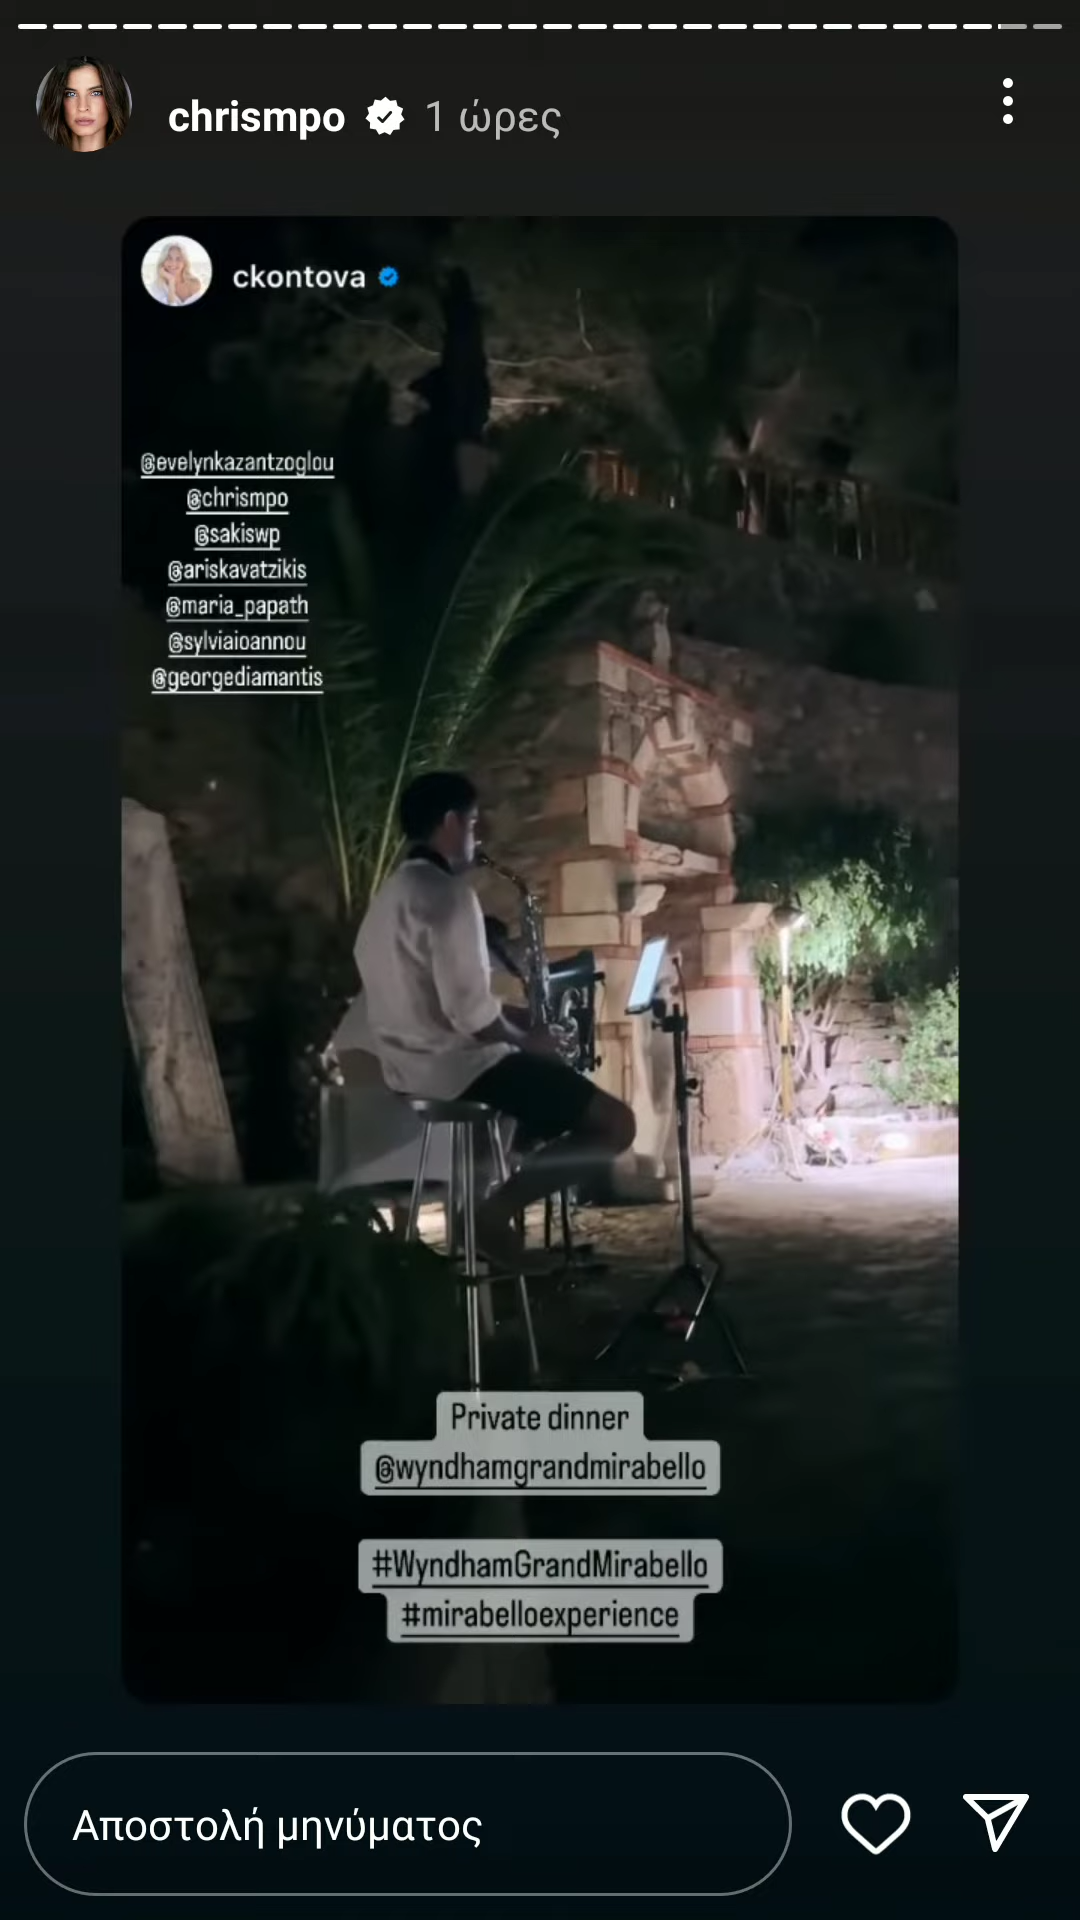 chrismpo 1 ώρες
ckontova
@evelynkazantzoglou
@chrismpo
@sakiswp
@ariskavatzikis
@maria_papath
@sylviaioannou
@georgediamantis
Private dinner
@wyndhamgrandmirabello
#WyndhamGrandMirabello
#mirabelloexperience
Αποστολή μηνύματος